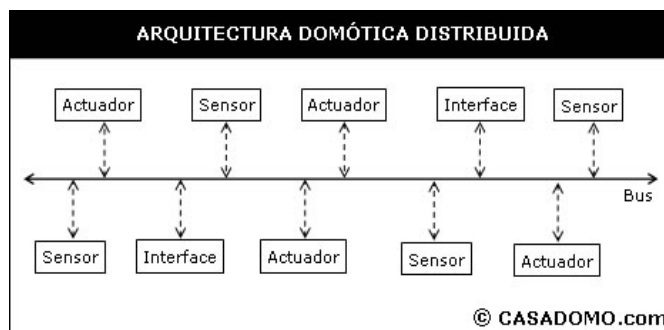 ARQUITECTURA DOMÓTICA DISTRIBUIDA
Actuador Sensor Actuador Interface Sensor
Bus
Sensor Interface Actuador Sensor Actuador
© CASADOMO.com